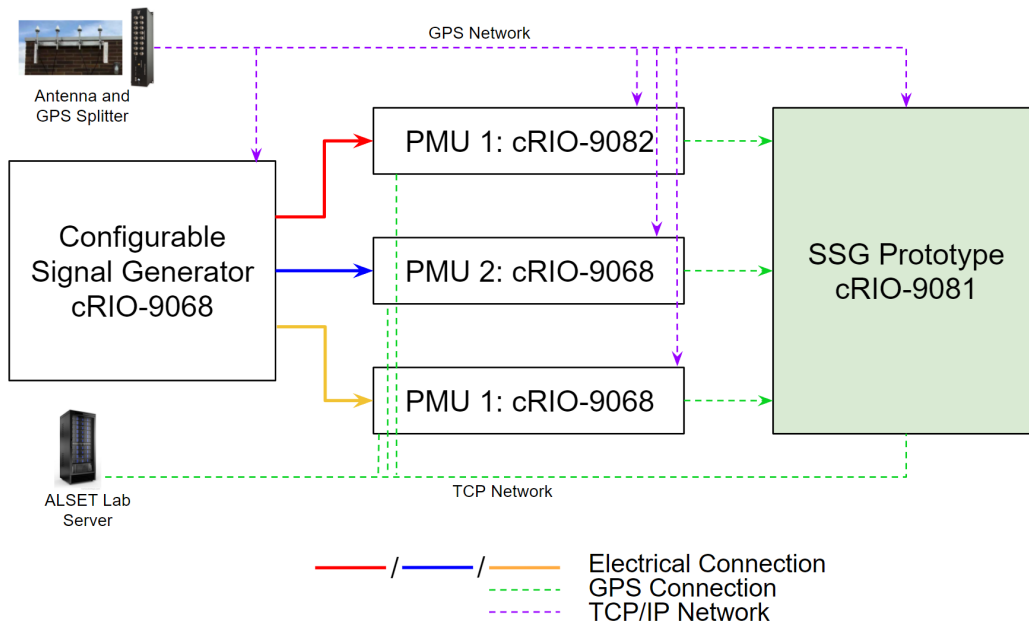 GPS Network
Antenna and
GPS Splitter
PMU 1: cRIO-9082
Configurable
Signal Generator
cRIO-9068
PMU 2: cRIO-9068
SSG Prototype
cRIO-9081
PMU 1: cRIO-9068
TCP Network
ALSET Lab
Server
/ /
Electrical Connection
GPS Connection
TCP/IP Network